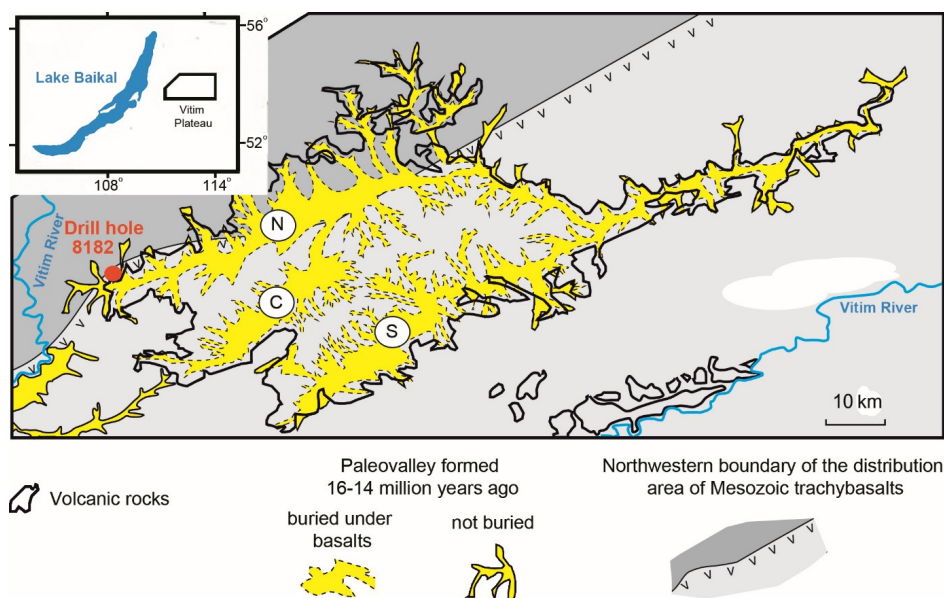 56°
Lake Baikal
Vitim
Plateau
52°
108°
114°
Vitim River
Drill hole
8182
N
C
S
Vitim River
10 km
V V V V V V V V V V V
V V V
V V V V
Volcanic rocks
Paleovalley formed
16-14 million years ago
buried under
basalts
not buried
Northwestern boundary of the distribution
area of Mesozoic trachybasalts
V V V V V V V